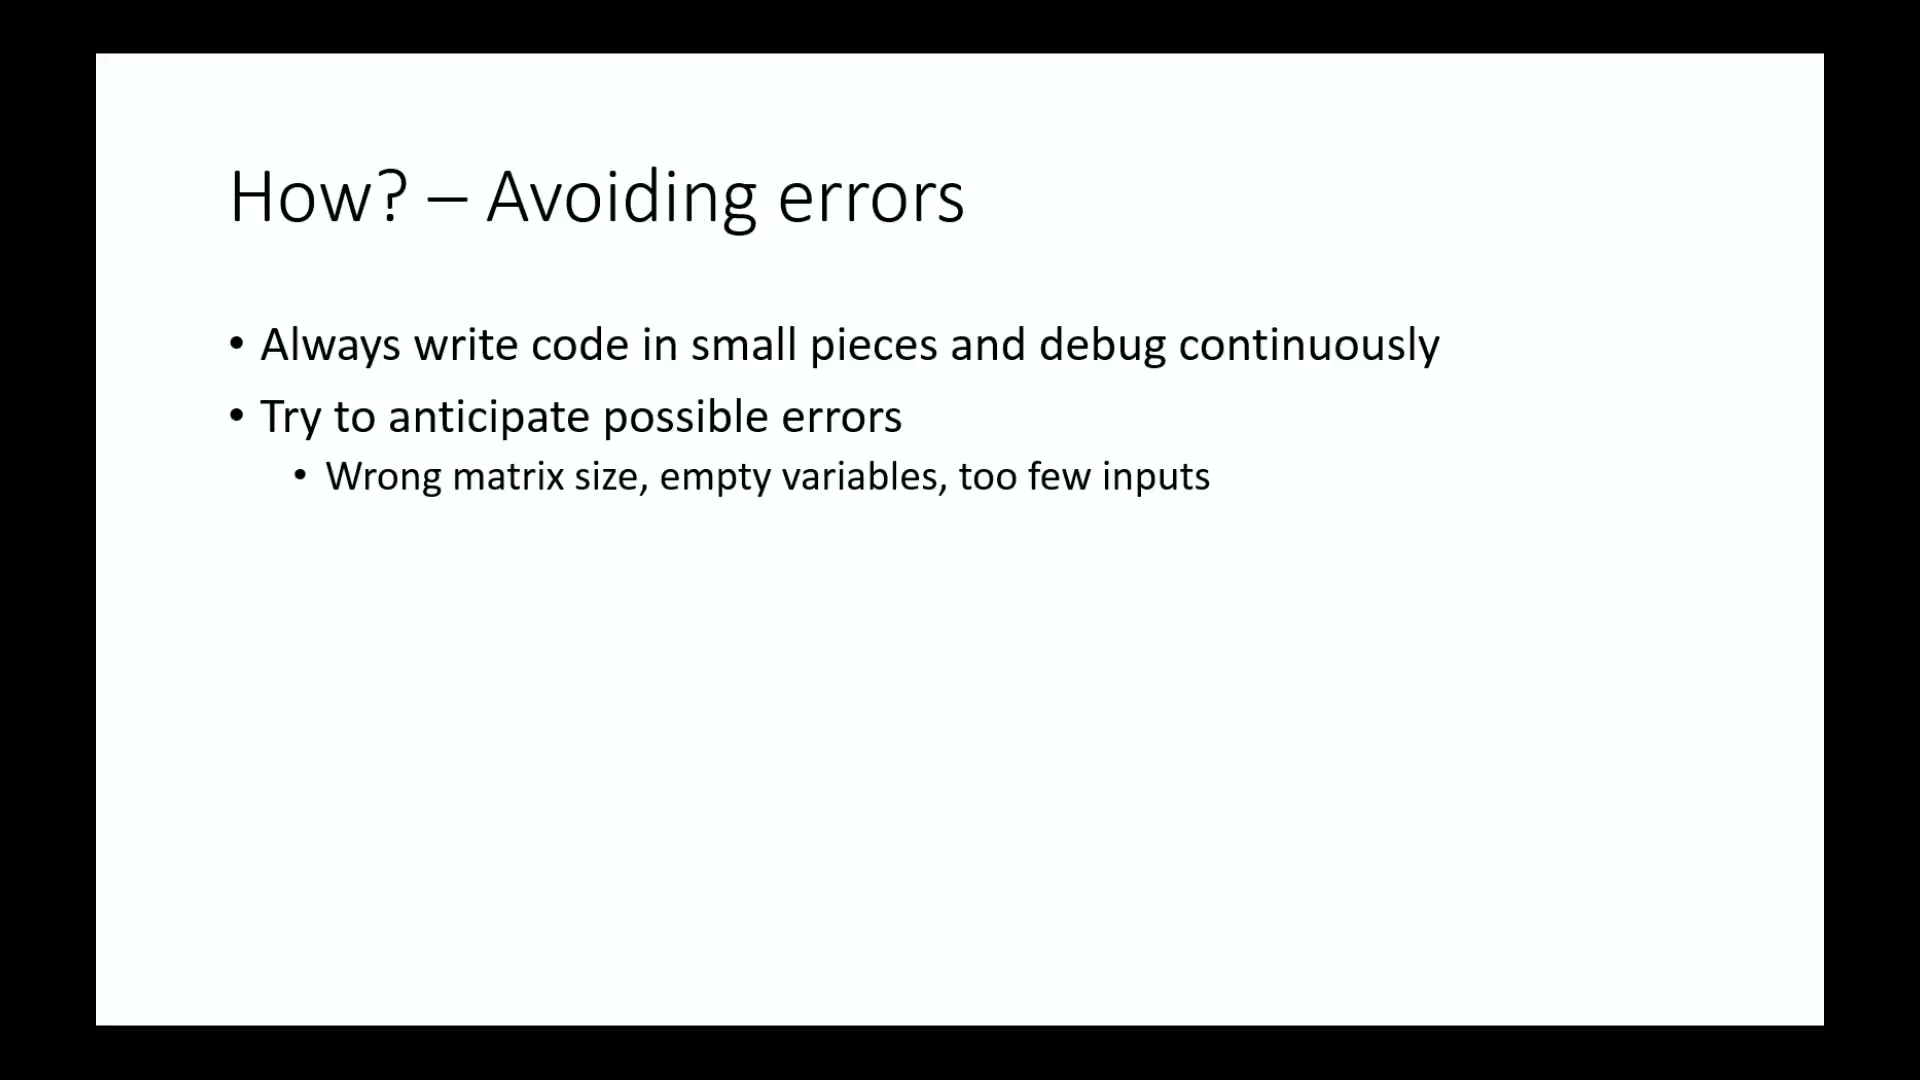 How? – Avoiding errors
• Always write code in small pieces and debug continuously
• Try to anticipate possible errors
• Wrong matrix size, empty variables, too few inputs